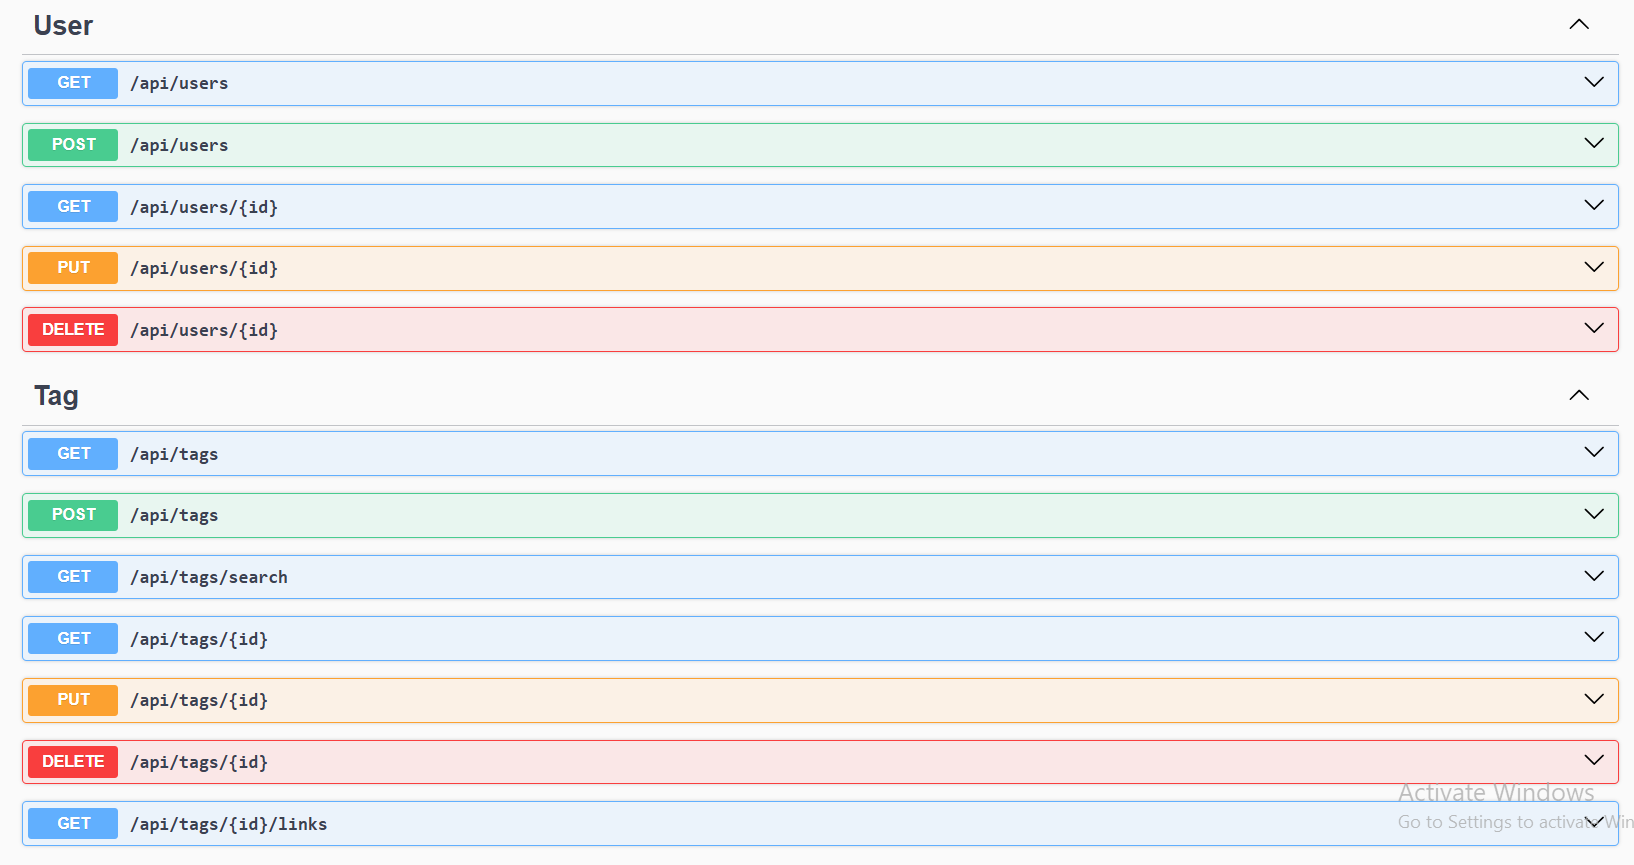 User
GET /api/users
POST /api/users
GET /api/users/{id}
PUT /api/users/{id}
DELETE /api/users/{id}
Tag
GET /api/tags
POST /api/tags
GET /api/tags/search
GET /api/tags/{id}
PUT /api/tags/{id}
DELETE /api/tags/{id}
Activate Windows
GET /api/tags/{id}/links
Go to Settings to activate Win